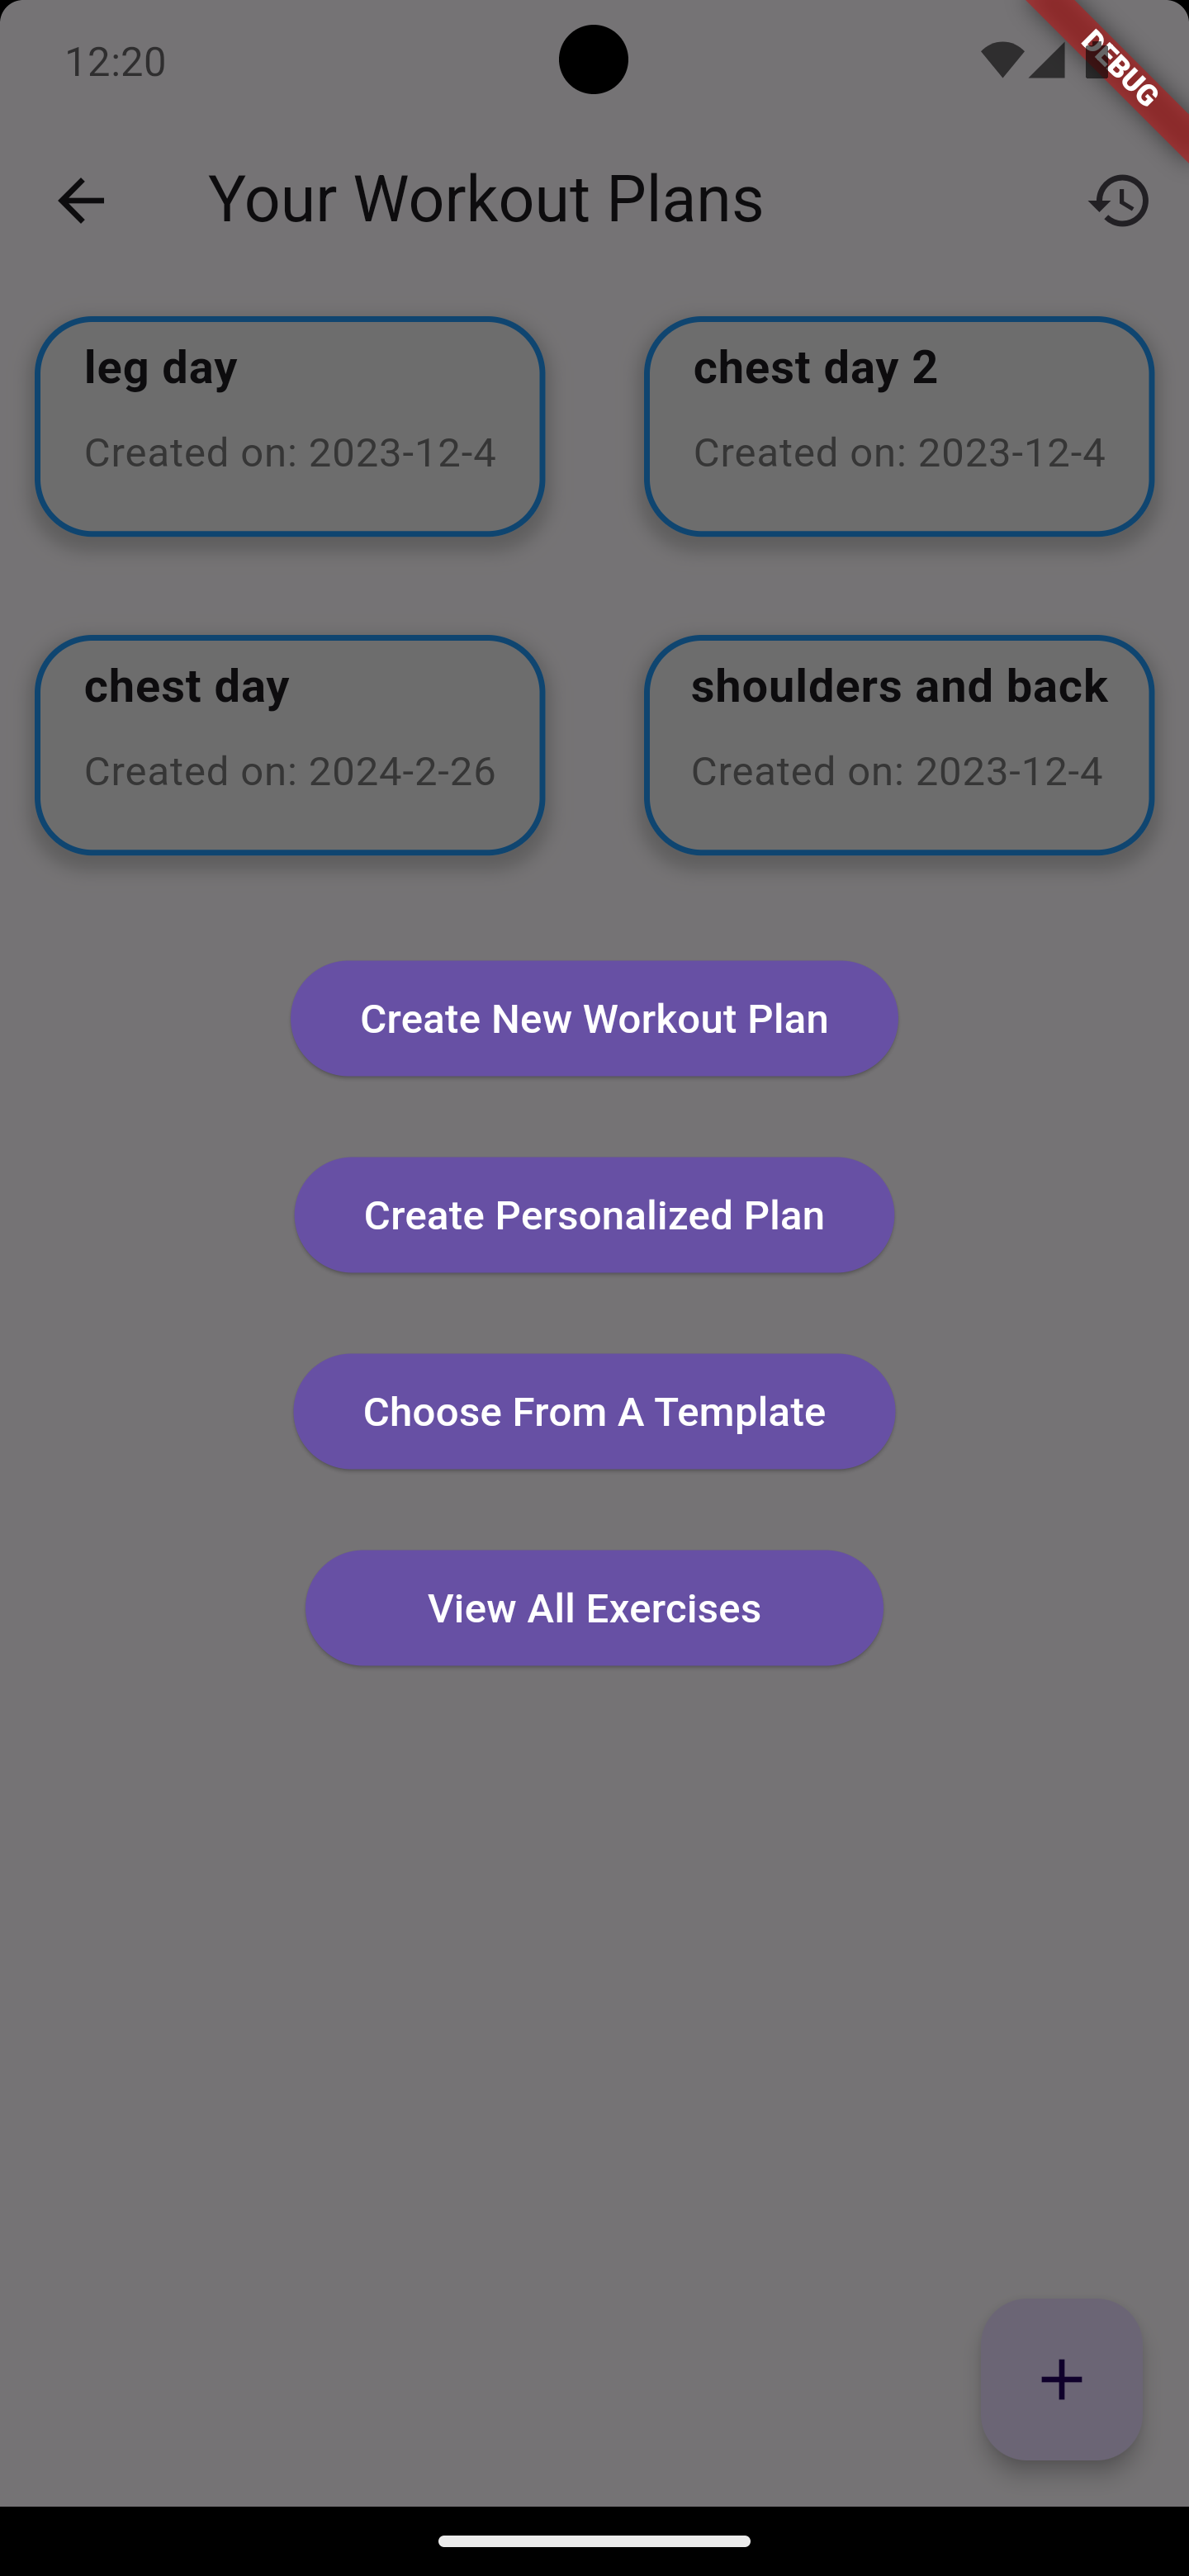 12:20
DEBUG
Your Workout Plans
leg day
Created on: 2023-12-4
chest day 2
Created on: 2023-12-4
chest day
Created on: 2024-2-26
shoulders and back
Created on: 2023-12-4
Create New Workout Plan
Create Personalized Plan
Choose From A Template
View All Exercises